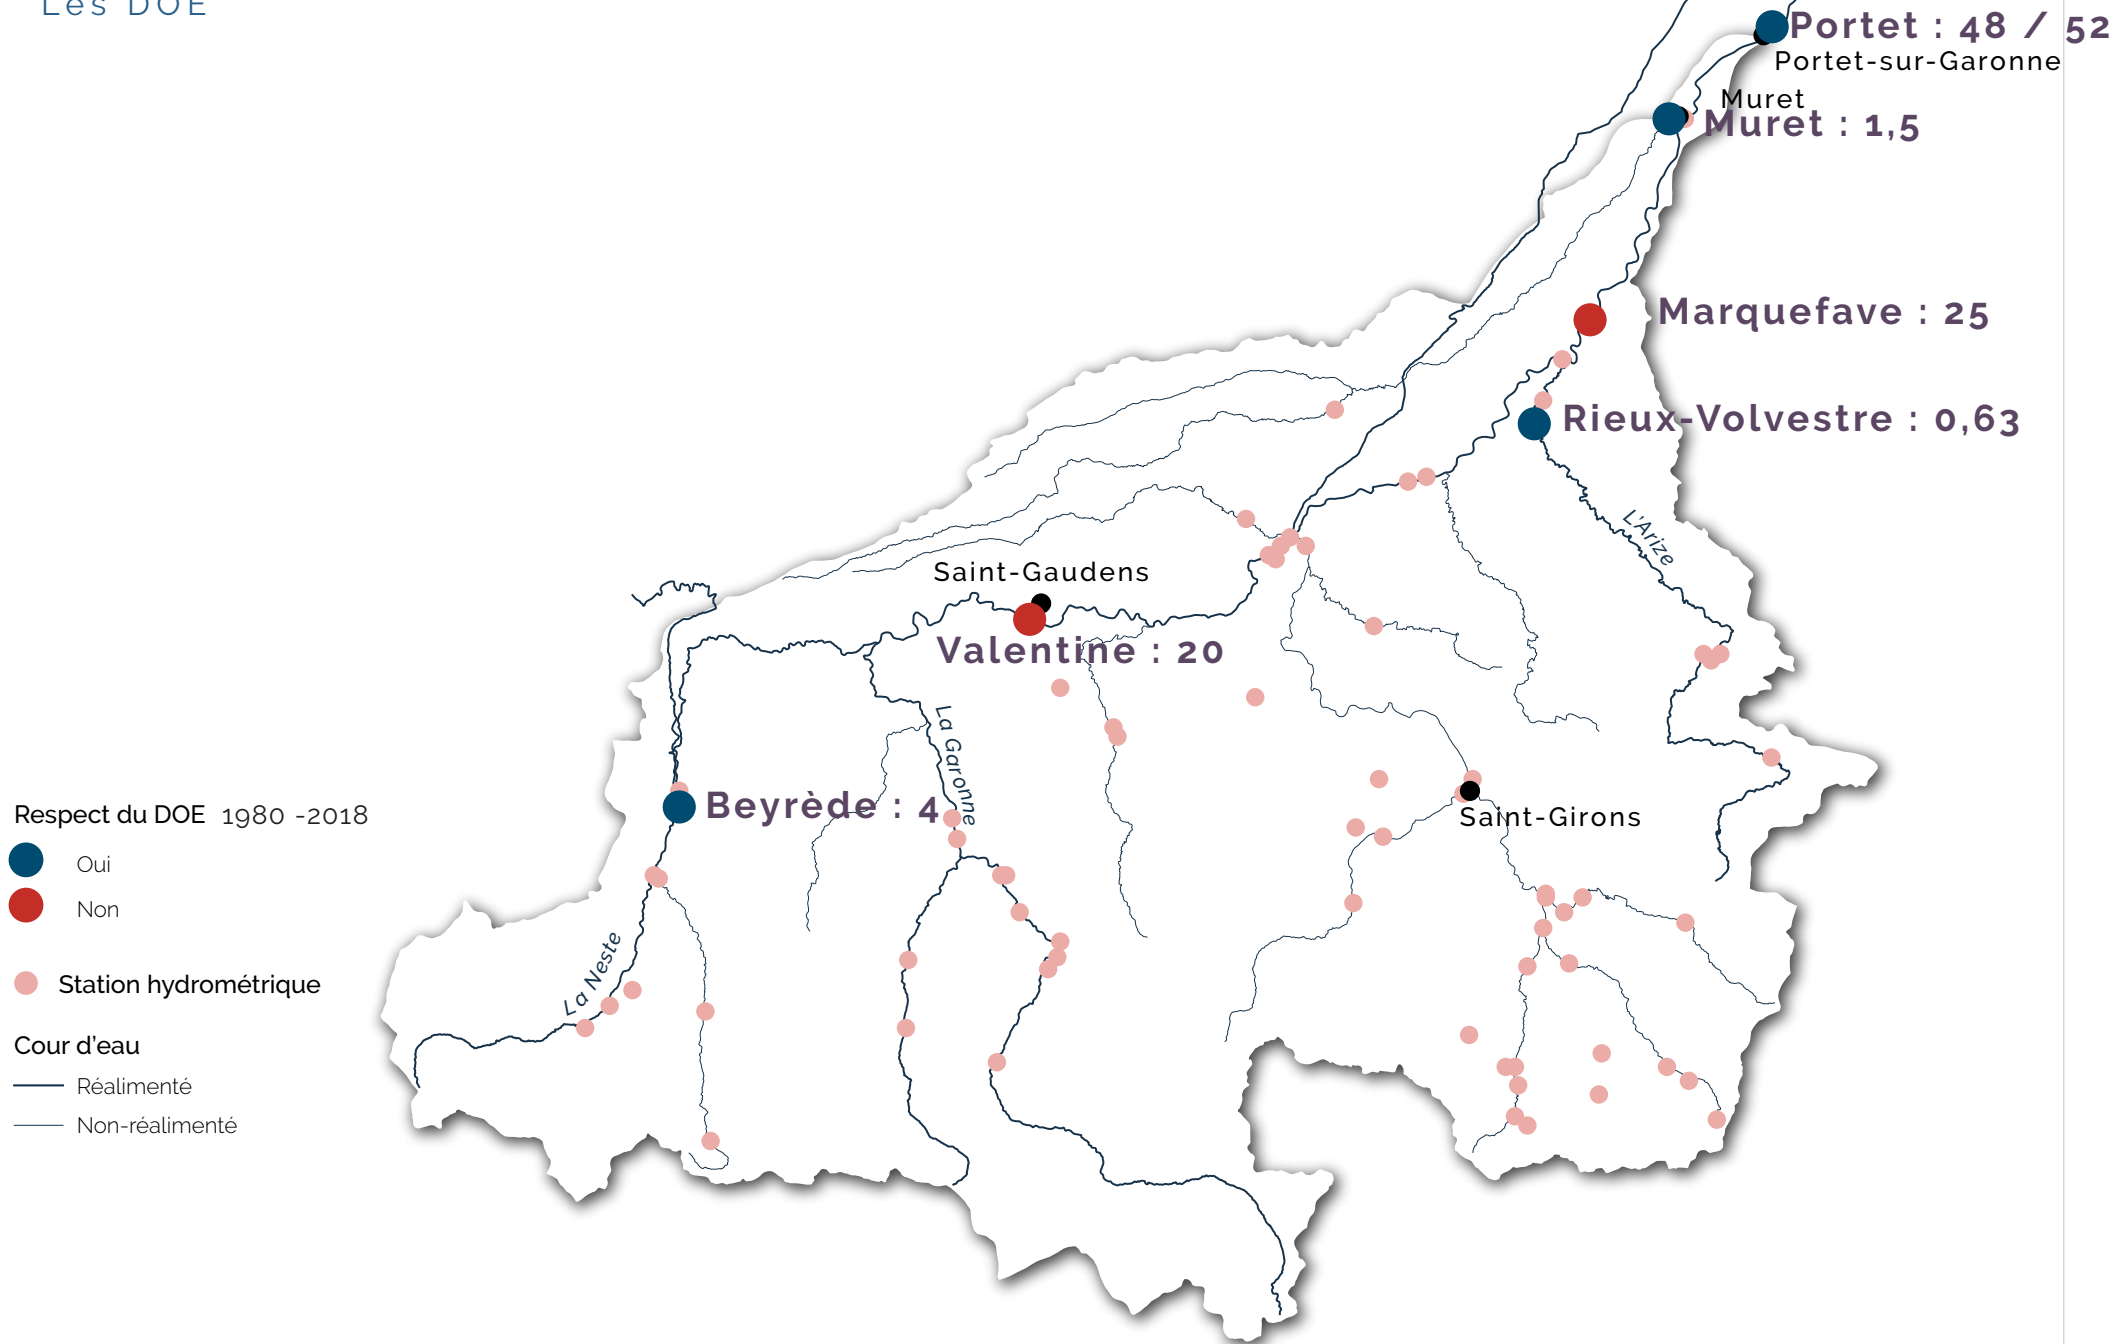 Les DOE
Portet : 48 / 52
Portet-sur-Garonne
Muret
Muret : 1,5
Marquefave : 25
Rieux-Volvestre : 0,63
L'Arize
Saint-Gaudens
Valentine : 20
La Garonne
Beyrède : 4
Saint-Girons
La Neste
Respect du DOE 1980 -2018
Oui
Non
Station hydrométrique
Cour d'eau
Réalimenté
Non-réalimenté